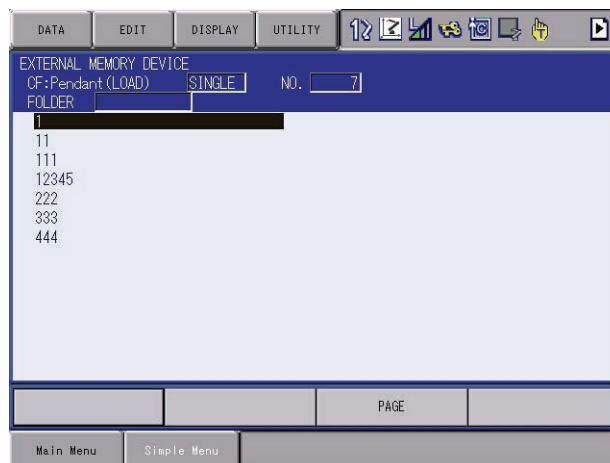 DATA EDIT DISPLAY UTILITY
EXTERNAL MEMORY DEVICE
CF:Pendant(LOAD) SINGLE NO. 7
FOLDER
1
11
111
12345
222
333
444
PAGE
Main Menu Simple Menu